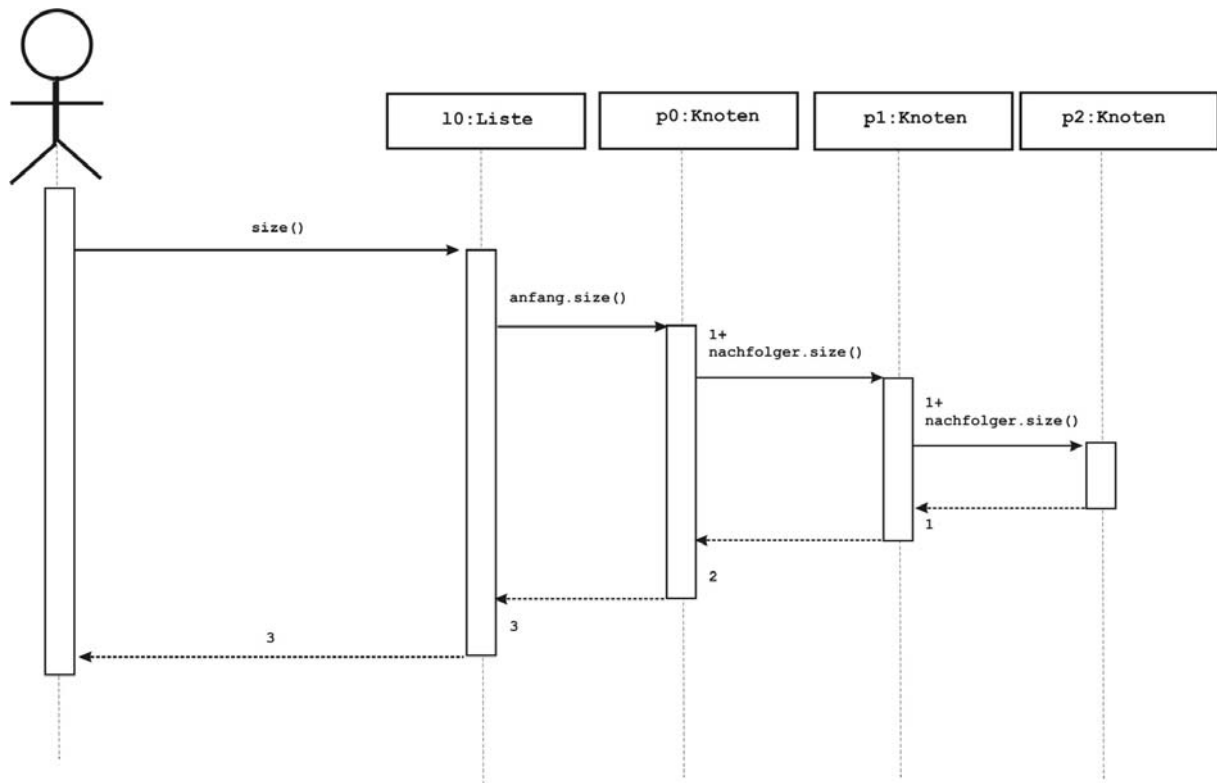 l0:Liste
p0:Knoten
p1:Knoten
p2:Knoten
size()
anfang.size()
1+
nachfolger.size()
1+
nachfolger.size()
1
2
3
3